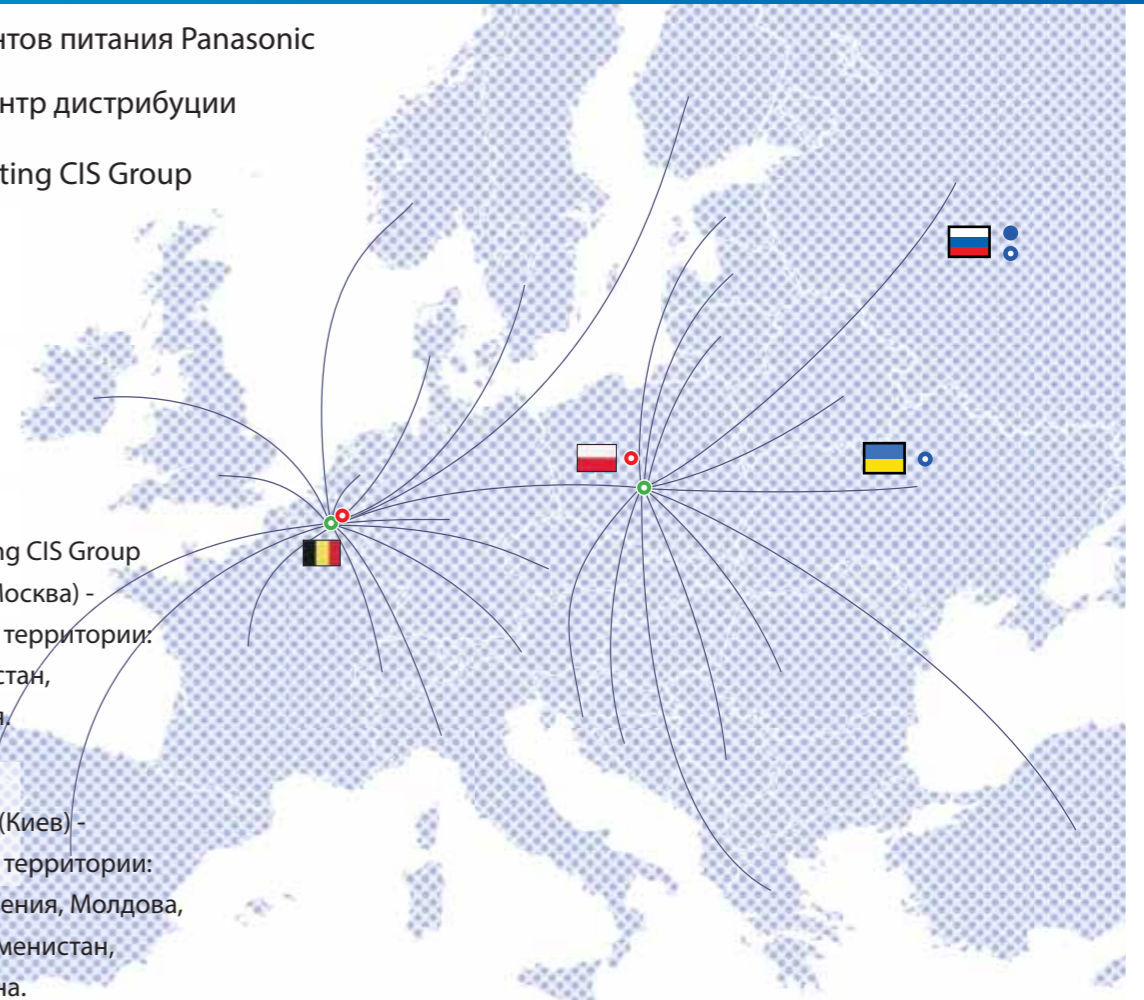 нтов питания Panasonic
нтр дистрибуции
ting CIS Group
ng CIS Group
Москва) -
территории:
стан,
я.
(Киев) -
территории:
ения, Молдова,
менистан,
на.